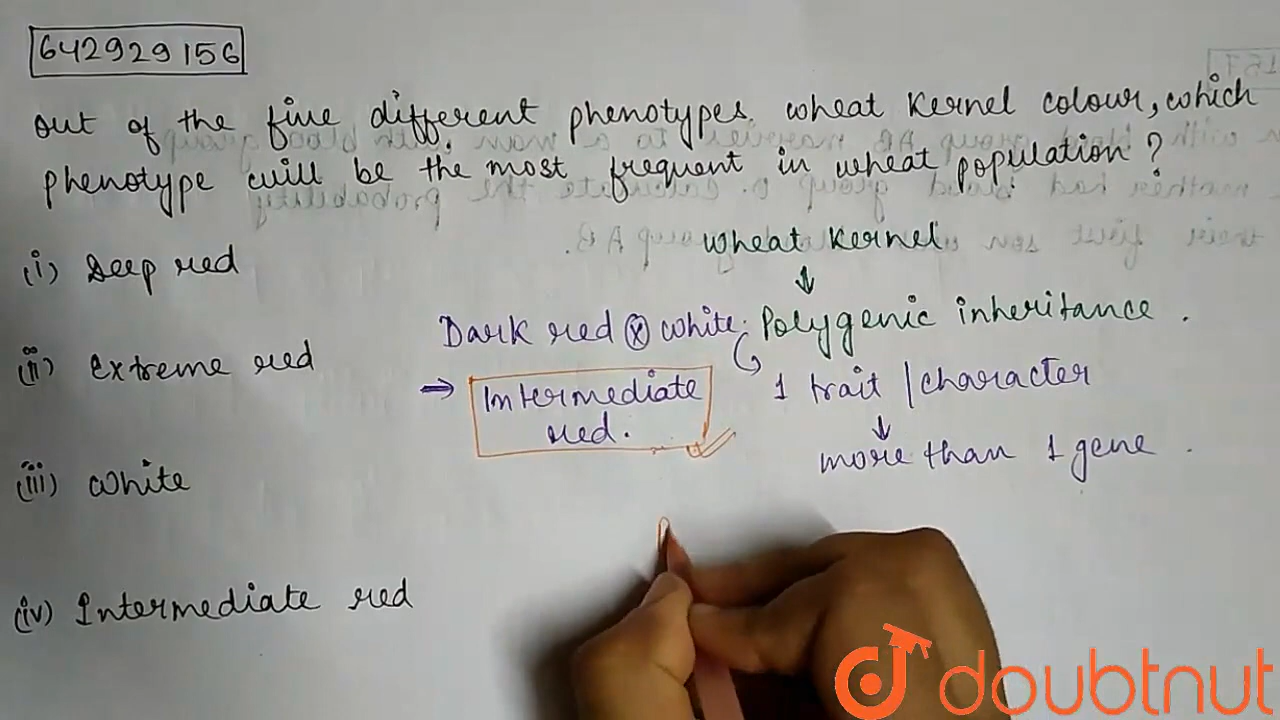 642929156
out of the five different phenotypes wheat kernel colour, which
phenotype will be the most frequent in wheat population?
(i) Deep red
(ii) Extreme red
(iii) White
(iv) Intermediate red
wheat kernel
↓
Polygenic inheritance.
1 trait / character
↓
more than 1 gene.
Dark red ⊗ white.
→ Intermediate
red.
doubtnut